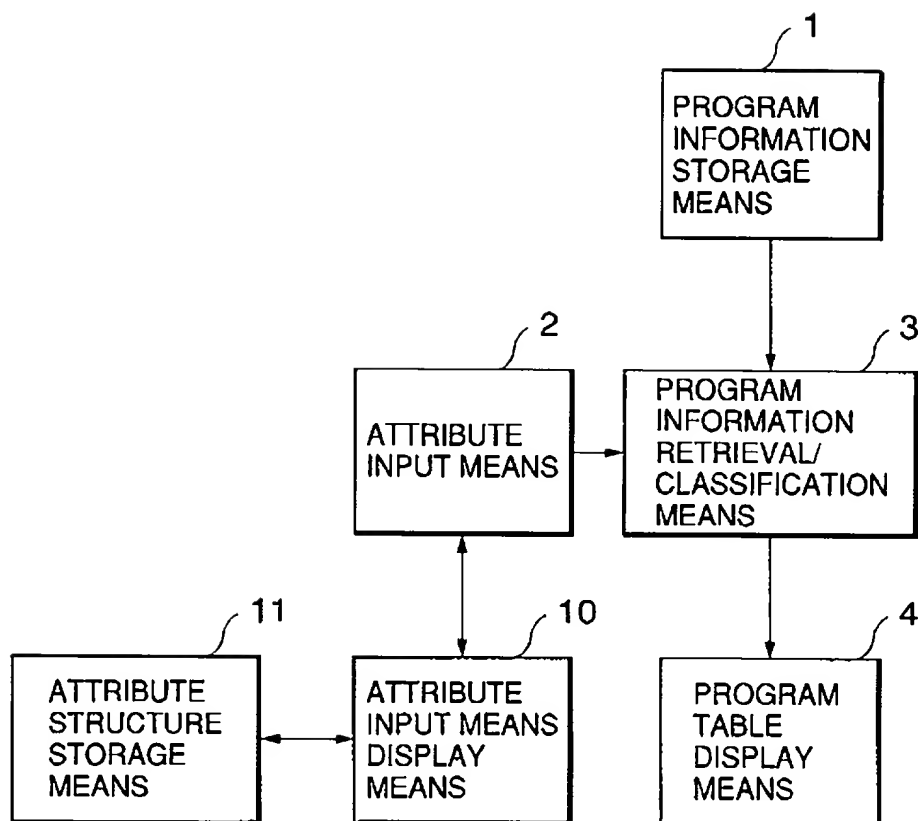 1
PROGRAM
INFORMATION
STORAGE
MEANS
2
ATTRIBUTE
INPUT MEANS
3
PROGRAM
INFORMATION
RETRIEVAL/
CLASSIFICATION
MEANS
11
ATTRIBUTE
STRUCTURE
STORAGE
MEANS
10
ATTRIBUTE
INPUT MEANS
DISPLAY
MEANS
4
PROGRAM
TABLE
DISPLAY
MEANS